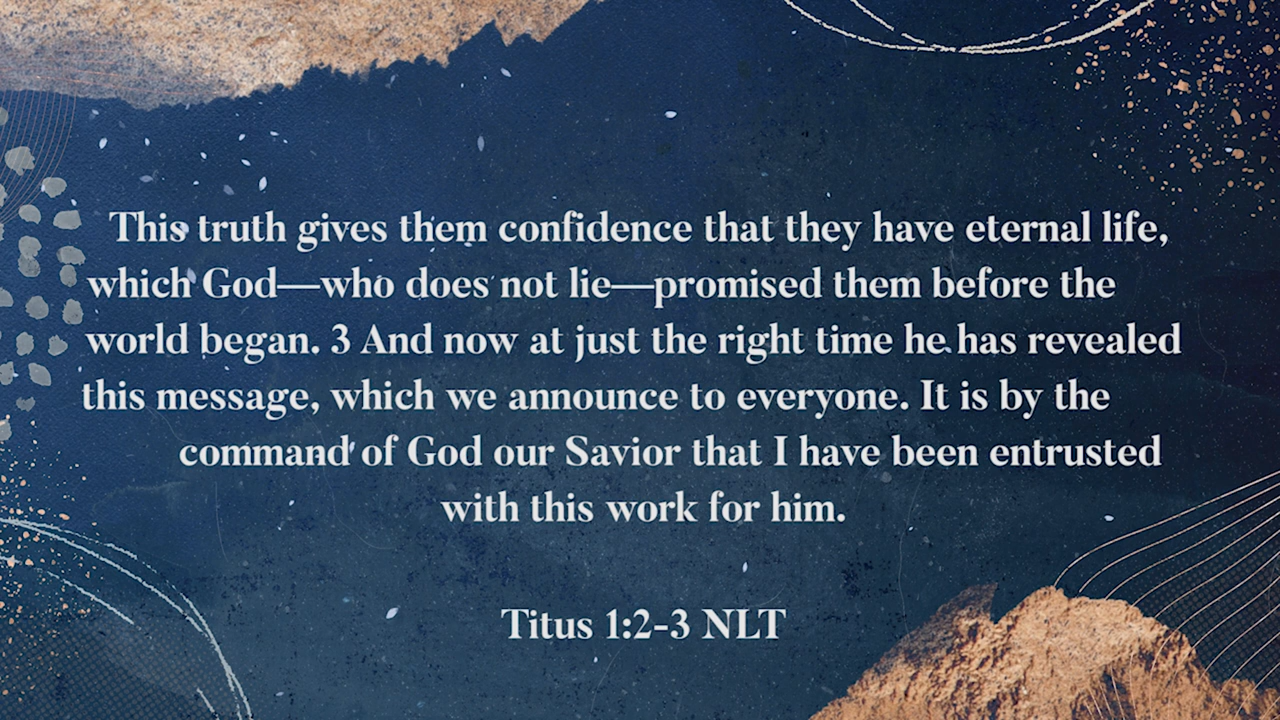 This truth gives them confidence that they have eternal life,
which God—who does not lie—promised them before the
world began. 3 And now at just the right time he has revealed
this message, which we announce to everyone. It is by the
command of God our Savior that I have been entrusted
with this work for him.
Titus 1:2-3 NLT